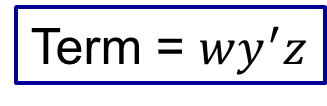 Term = wy′z